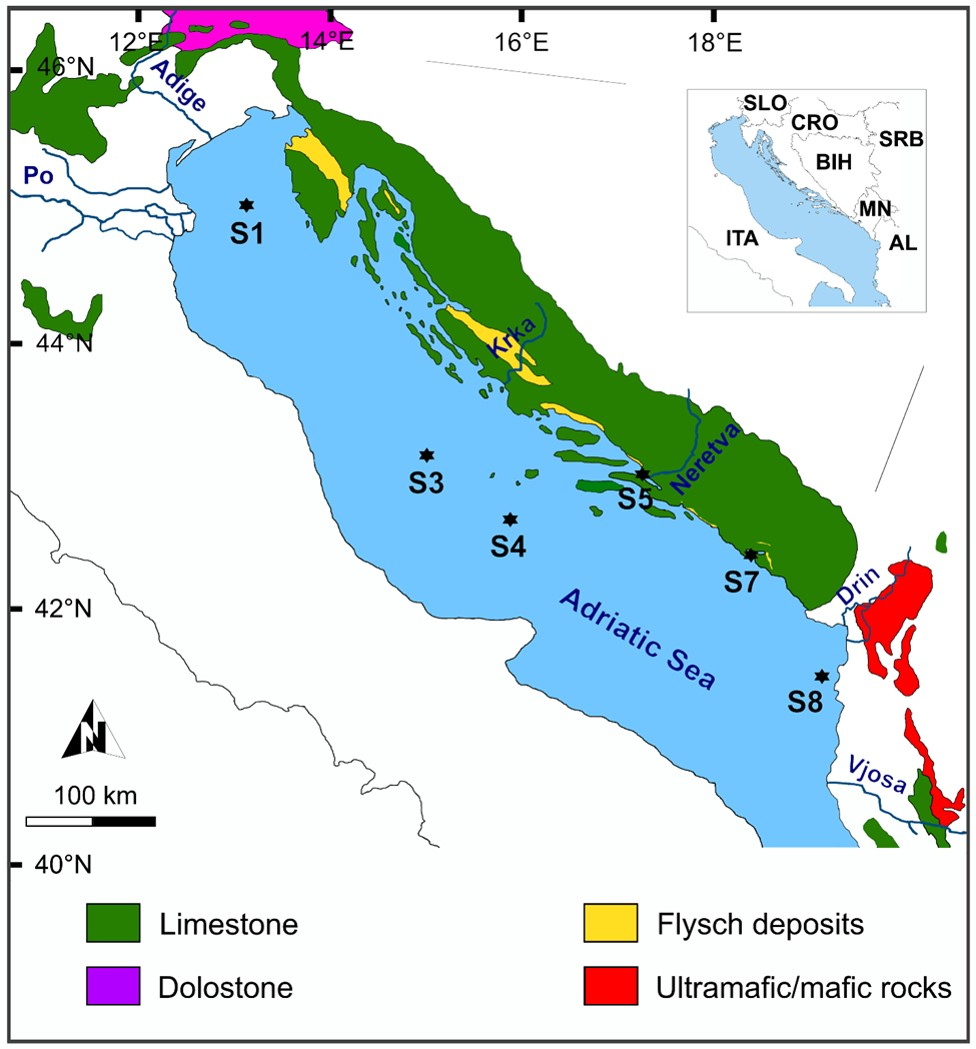 12°E
14°E
16°E
18°E
46°N
Adige
SLO
CRO
SRB
BIH
Po
MN
S1
ITA
AL
Krka
44°N
Neretva
S3
S5
S4
S7
Drin
42°N
Adriatic Sea
S8
N
Vjosa
100 km
40°N
Limestone
Flysch deposits
Dolostone
Ultramafic/mafic rocks